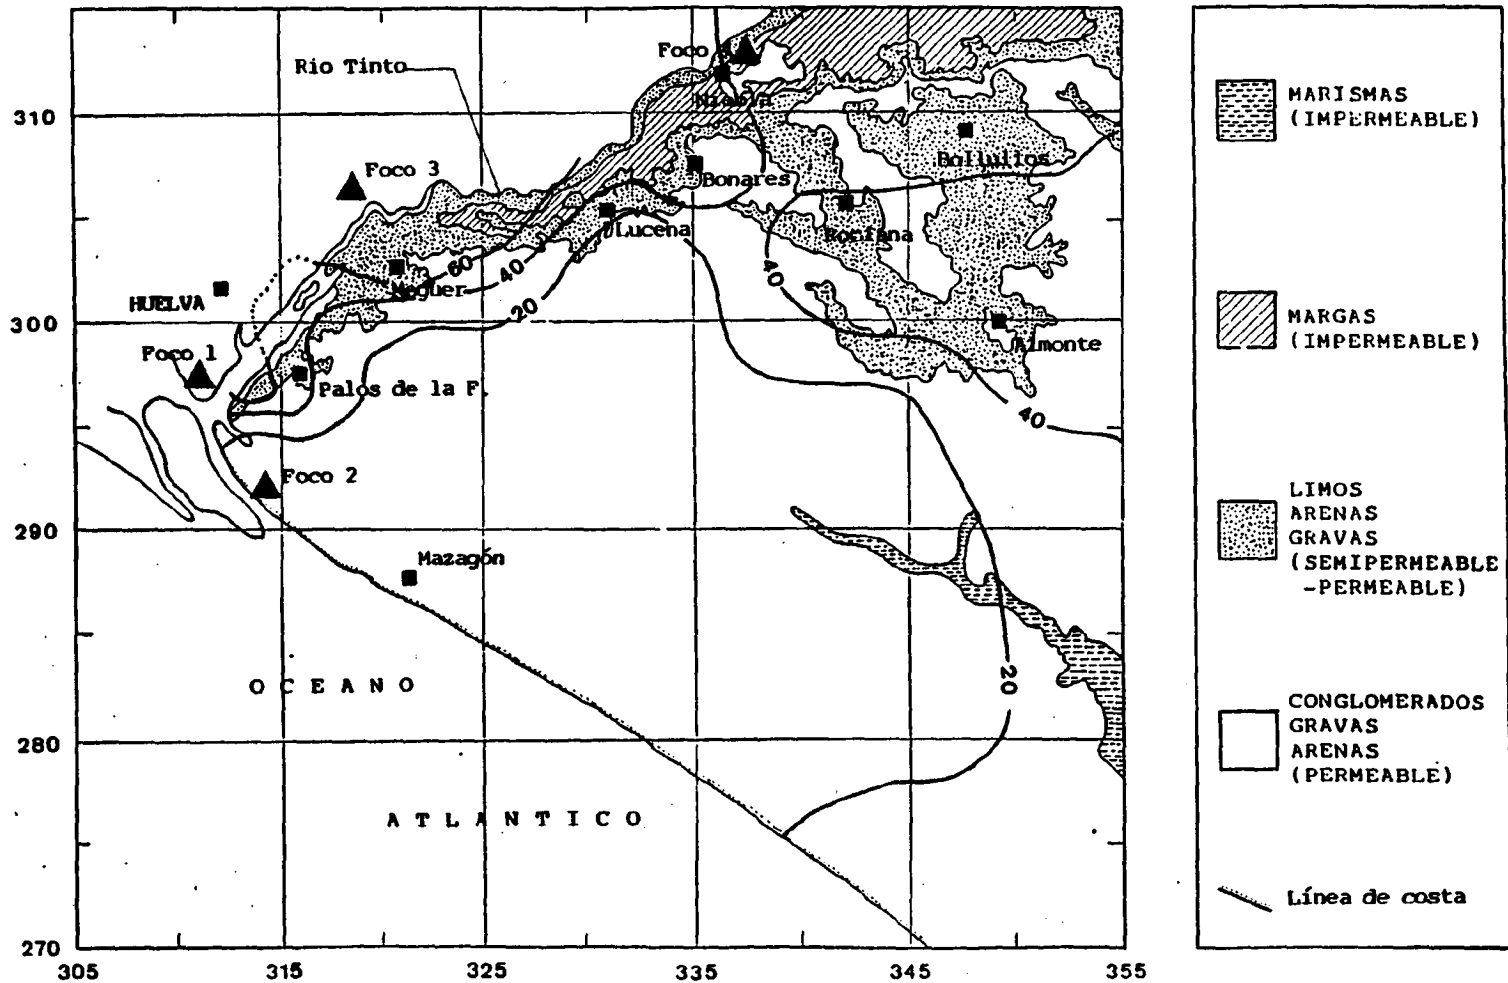 Foco
Rio Tinto
Niebla
310
Foco 3
Bollullos
Bonares
Lucena
Rociana
60
40
Moguer
40
20
HUELVA
300
Foco 1
Almonte
Palos de la F.
40
Foco 2
290
Mazagón
OCEANO
20
280
ATLANTICO
270
305
315
325
335
345
355
MARISMAS
(IMPERMEABLE)
MARGAS
(IMPERMEABLE)
LIMOS
ARENAS
GRAVAS
(SEMIPERMEABLE
-PERMEABLE)
CONGLOMERADOS
GRAVAS
ARENAS
(PERMEABLE)
Línea de costa